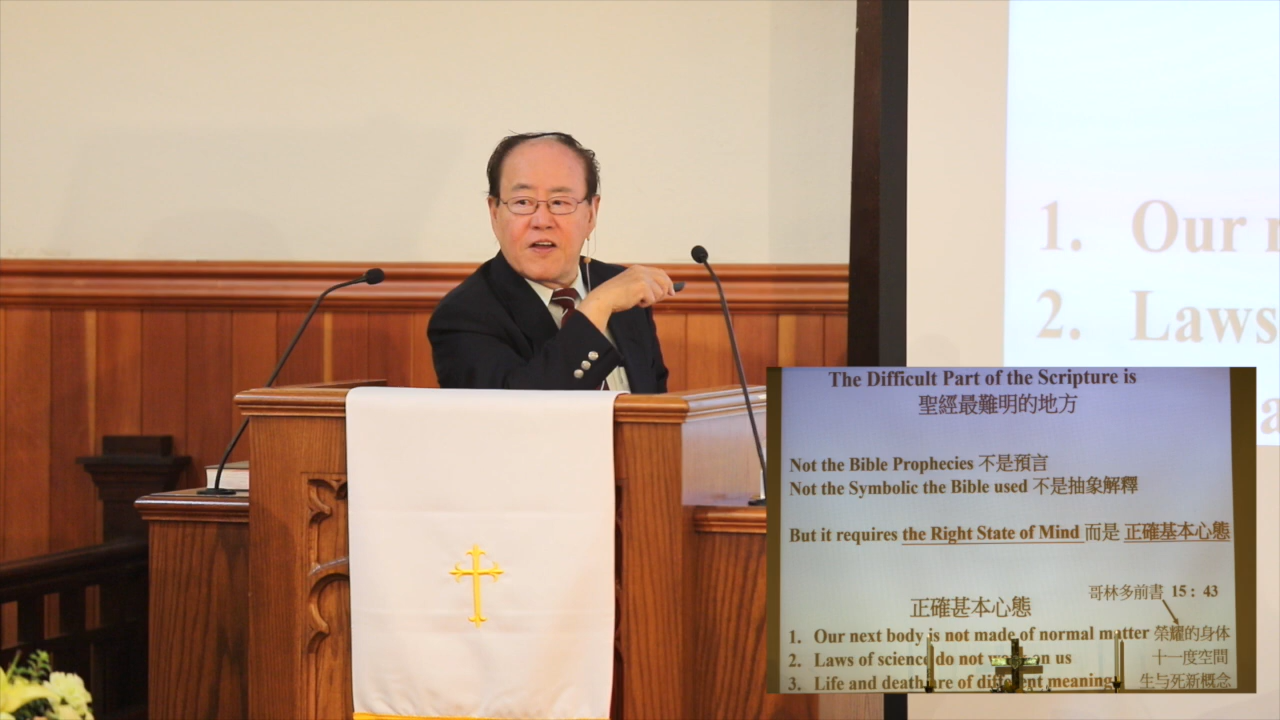 1. Our
2. Laws
The Difficult Part of the Scripture is
聖經最難明的地方
Not the Bible Prophecies 不是預言
Not the Symbolic the Bible used 不是抽象解釋
But it requires the Right State of Mind 而是 正確基本心態
哥林多前書 15 : 43
正確甚本心態
1. Our next body is not made of normal matter 榮耀的身体
2. Laws of science do not work on us 十一度空間
3. Life and death are of different meaning 生与死新概念